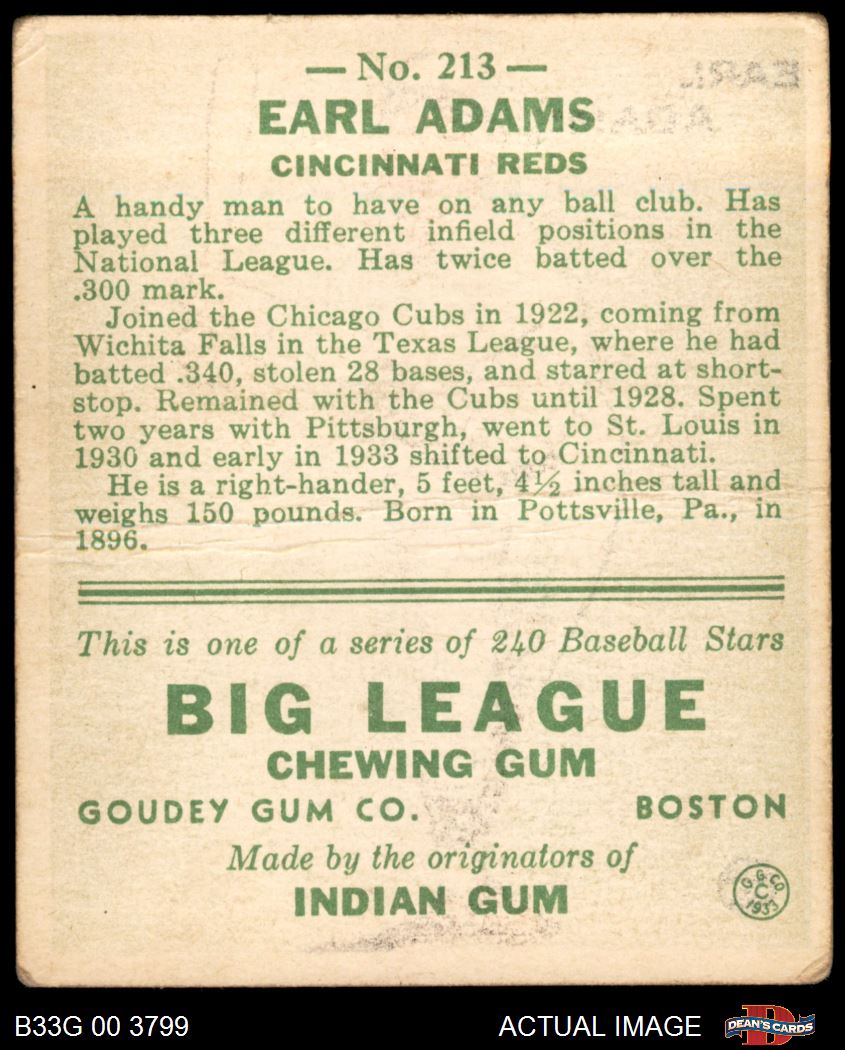 — No. 213 —
EARL ADAMS
CINCINNATI REDS
A handy man to have on any ball club. Has
played three different infield positions in the
National League. Has twice batted over the
.300 mark.
Joined the Chicago Cubs in 1922, coming from
Wichita Falls in the Texas League, where he had
batted .340, stolen 28 bases, and starred at short-
stop. Remained with the Cubs until 1928. Spent
two years with Pittsburgh, went to St. Louis in
1930 and early in 1933 shifted to Cincinnati.
He is a right-hander, 5 feet, 4½ inches tall and
weighs 150 pounds. Born in Pottsville, Pa., in
1896.
This is one of a series of 240 Baseball Stars
BIG LEAGUE
CHEWING GUM
GOUDEY GUM CO. BOSTON
Made by the originators of
INDIAN GUM
G.G.CO.
C
1933
B33G 00 3799 ACTUAL IMAGE DEAN'S CARDS